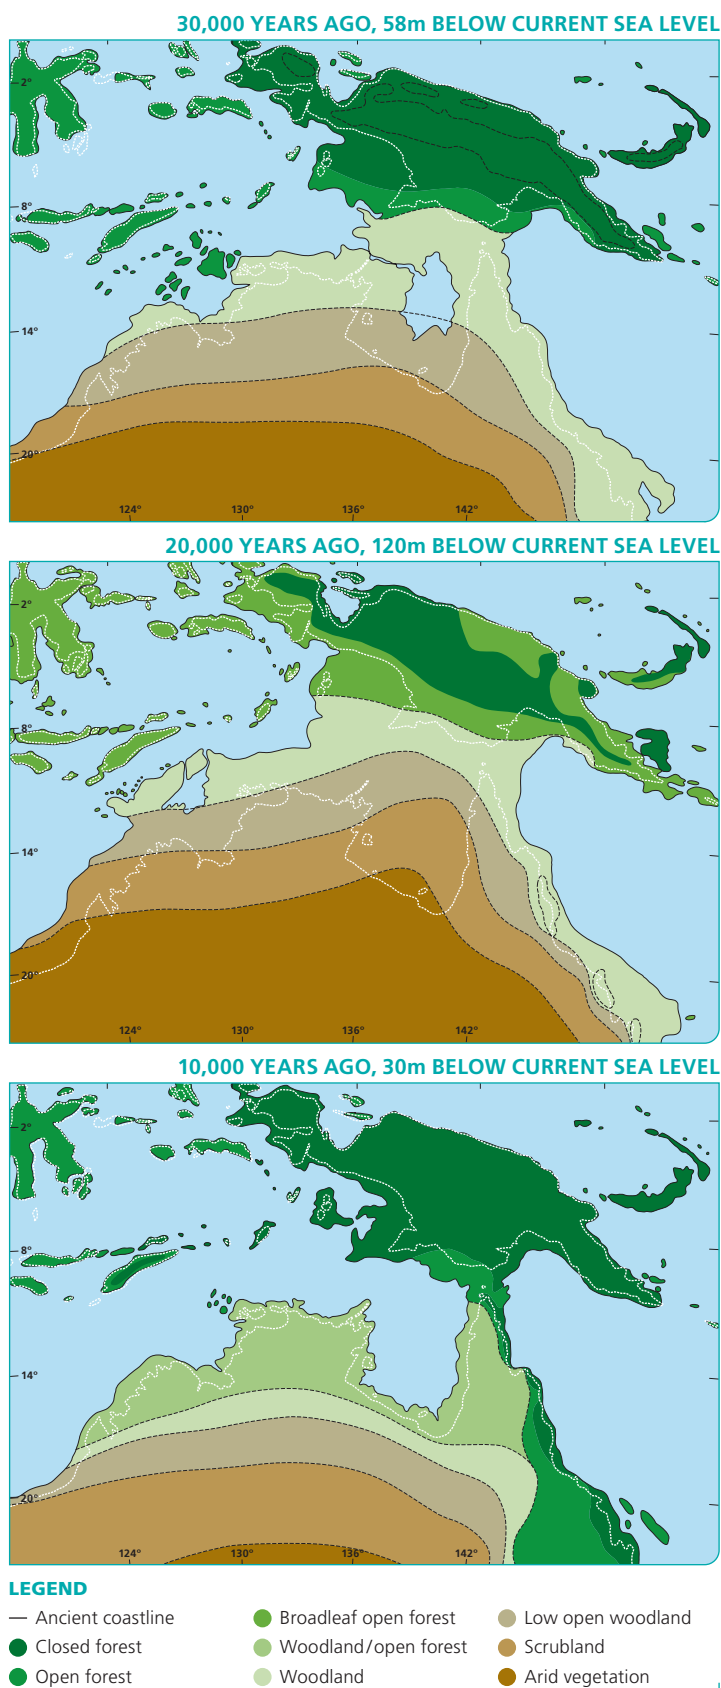 30,000 YEARS AGO, 58m BELOW CURRENT SEA LEVEL
2°
8°
14°
20°
124° 130° 136° 142°
20,000 YEARS AGO, 120m BELOW CURRENT SEA LEVEL
2°
8°
14°
20°
124° 130° 136° 142°
10,000 YEARS AGO, 30m BELOW CURRENT SEA LEVEL
2°
8°
14°
20°
124° 130° 136° 142°
LEGEND
Ancient coastline Broadleaf open forest Low open woodland
Closed forest Woodland/open forest Scrubland
Open forest Woodland Arid vegetation